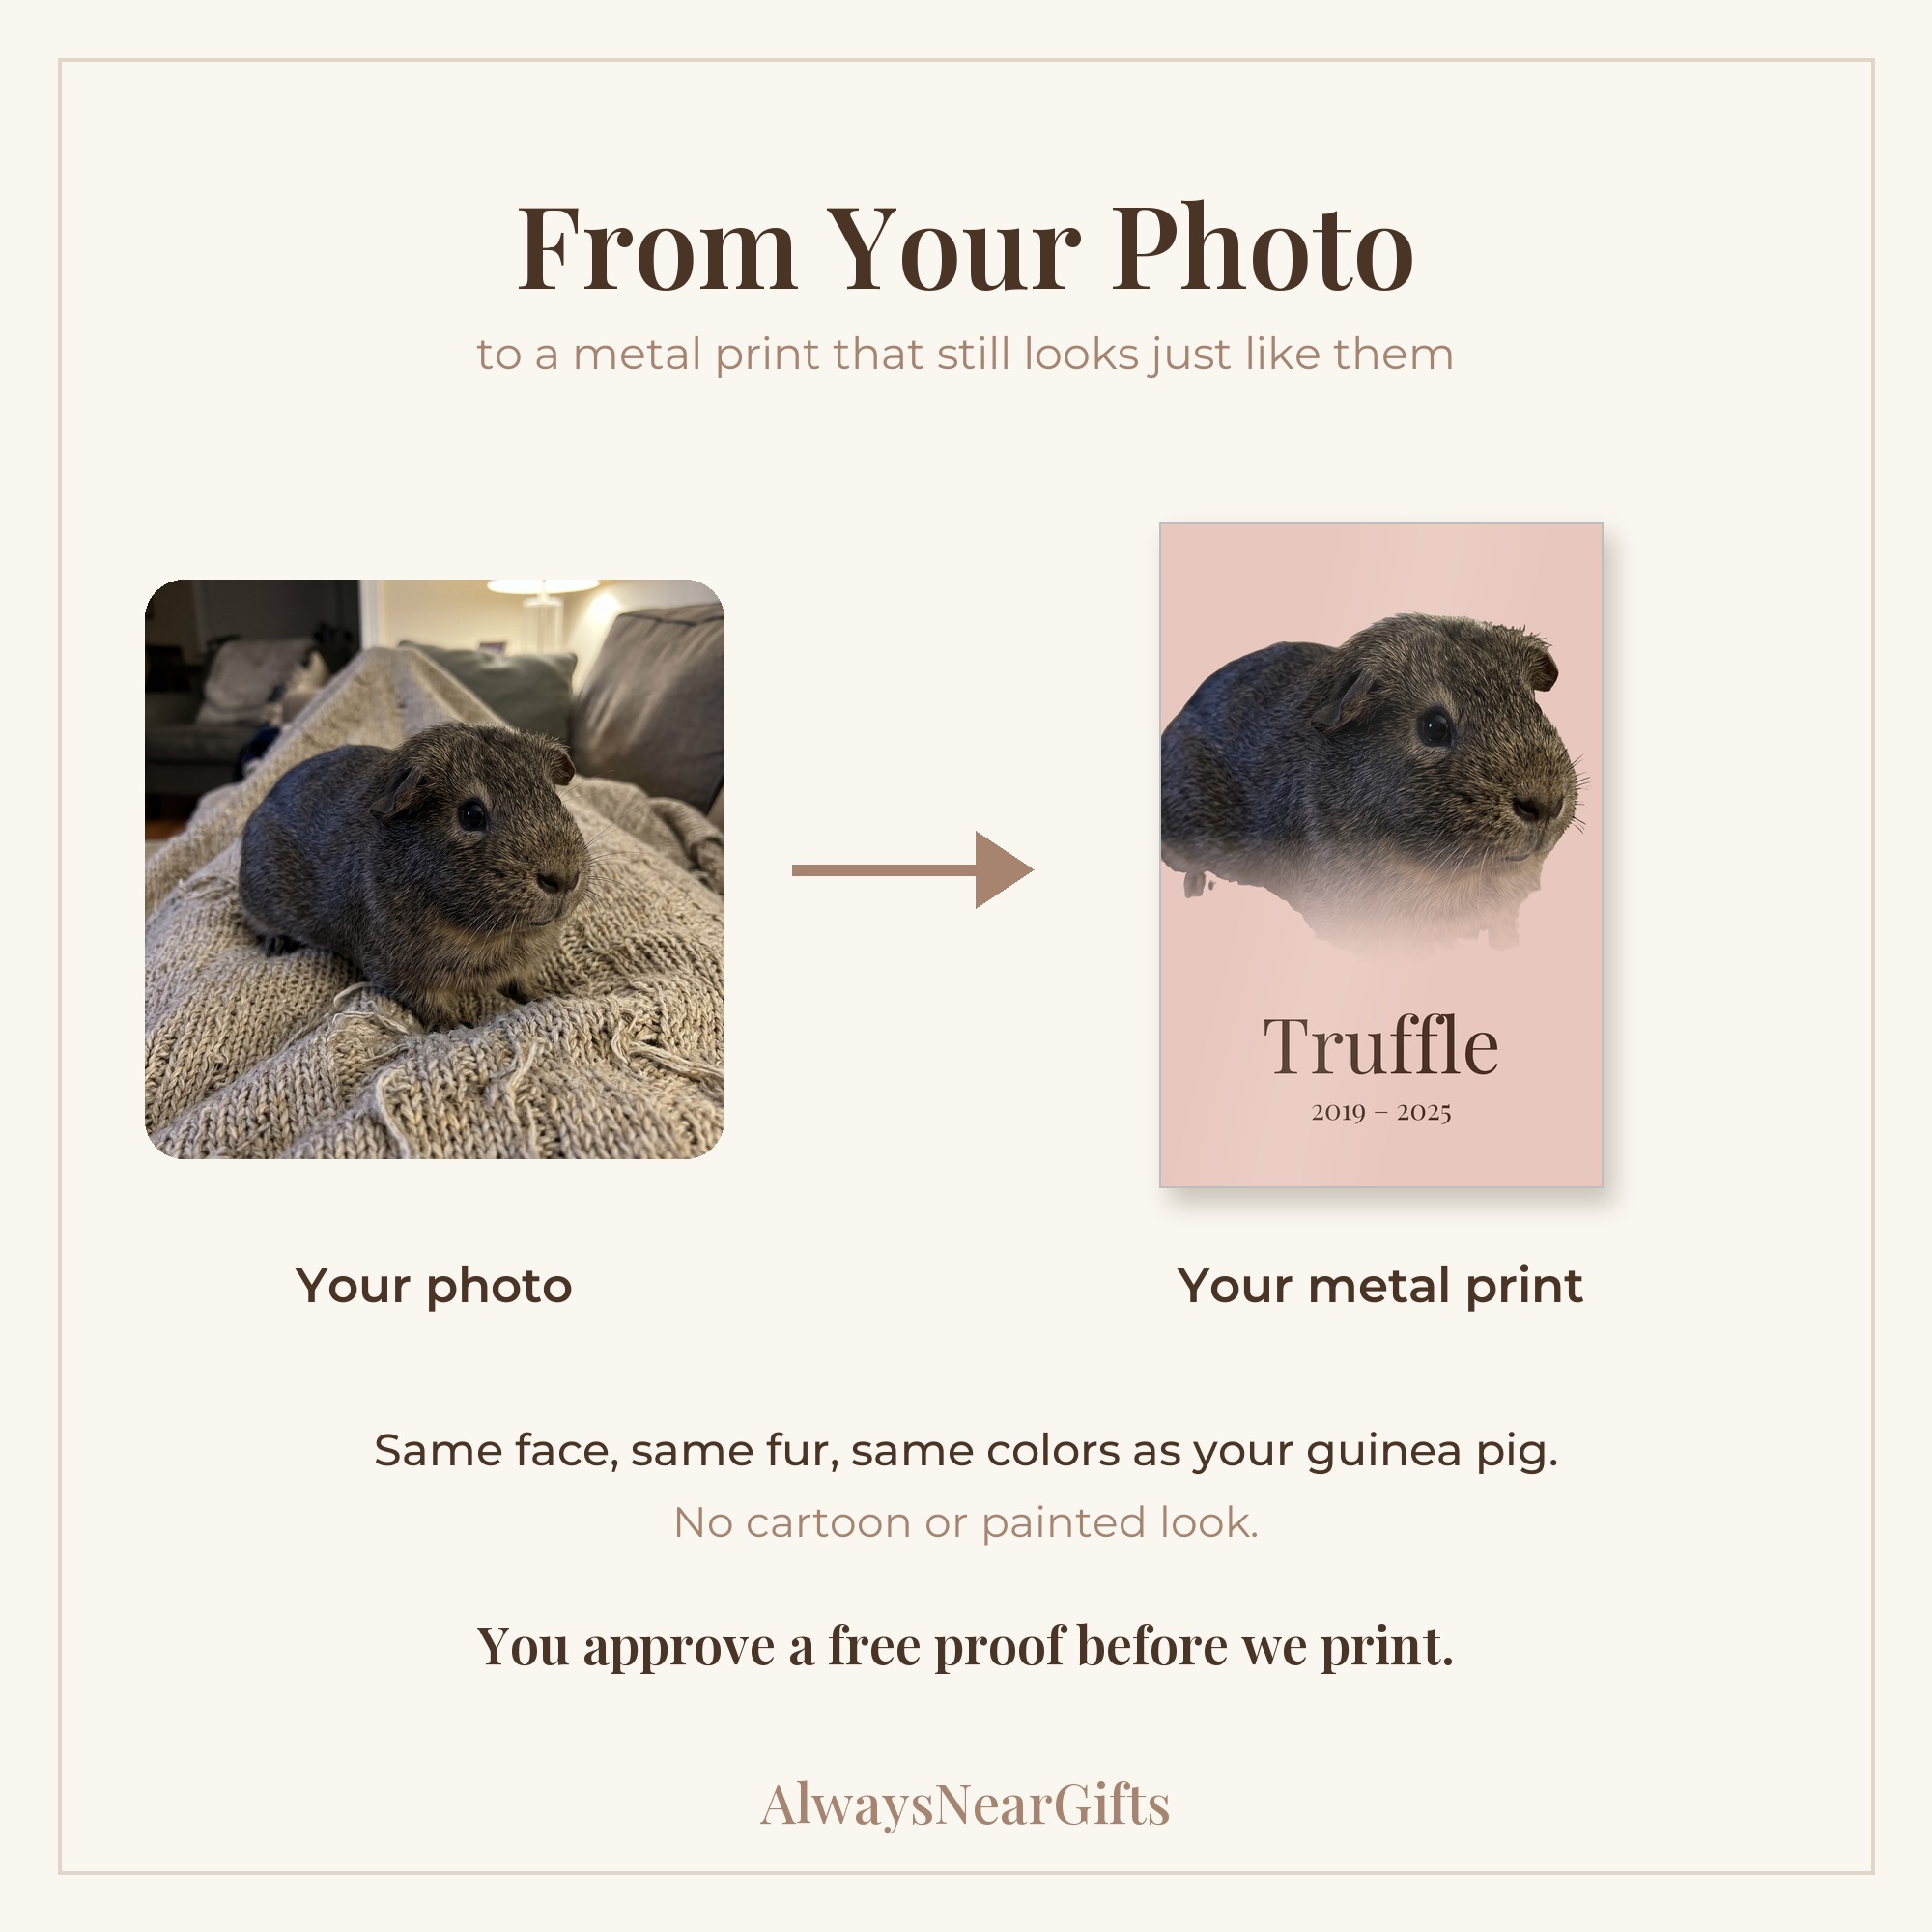 From Your Photo
to a metal print that still looks just like them
Truffle
2019 – 2025
Your photo
Your metal print
Same face, same fur, same colors as your guinea pig.
No cartoon or painted look.
You approve a free proof before we print.
AlwaysNearGifts